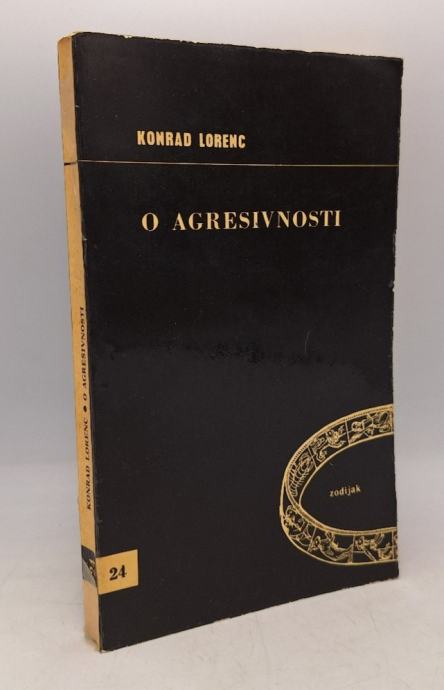 KONRAD LORENC
O AGRESIVNOSTI
zodijak
24
KONRAD LORENC • O AGRESIVNOSTI